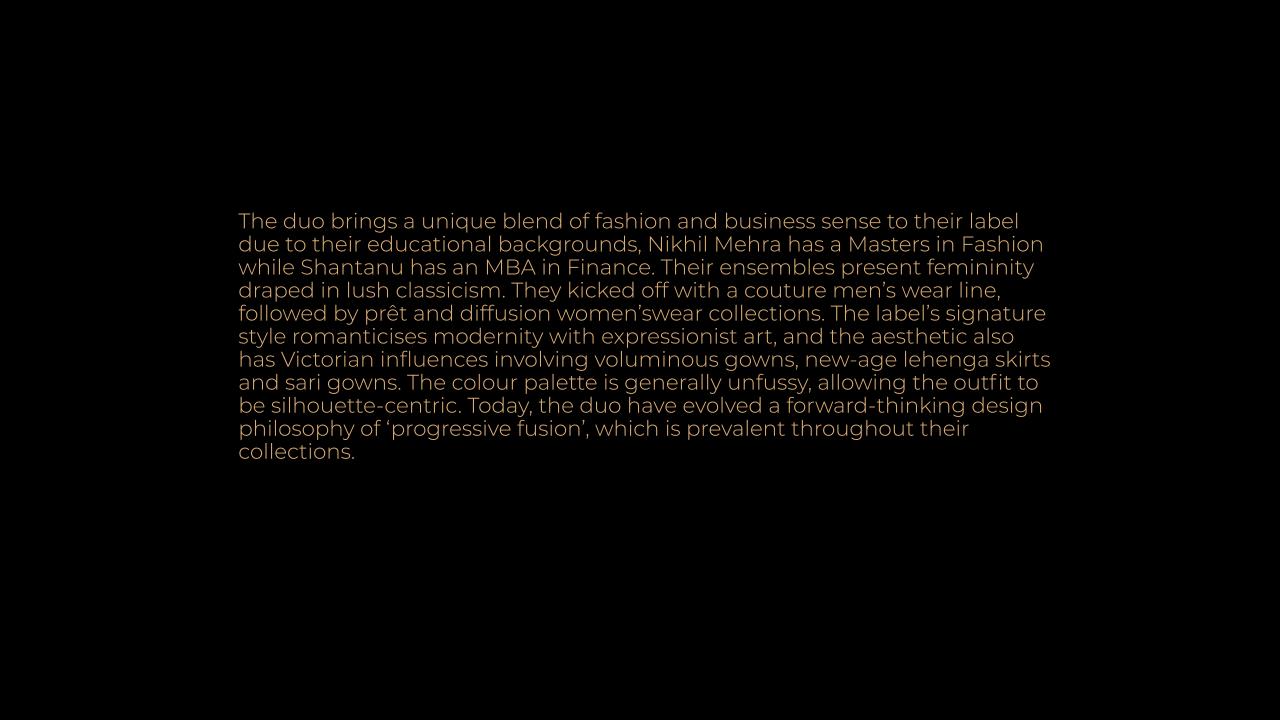 The duo brings a unique blend of fashion and business sense to their label
due to their educational backgrounds, Nikhil Mehra has a Masters in Fashion
while Shantanu has an MBA in Finance. Their ensembles present femininity
draped in lush classicism. They kicked off with a couture men’s wear line,
followed by prêt and diffusion women’swear collections. The label’s signature
style romanticises modernity with expressionist art, and the aesthetic also
has Victorian influences involving voluminous gowns, new-age lehenga skirts
and sari gowns. The colour palette is generally unfussy, allowing the outfit to
be silhouette-centric. Today, the duo have evolved a forward-thinking design
philosophy of ‘progressive fusion’, which is prevalent throughout their
collections.